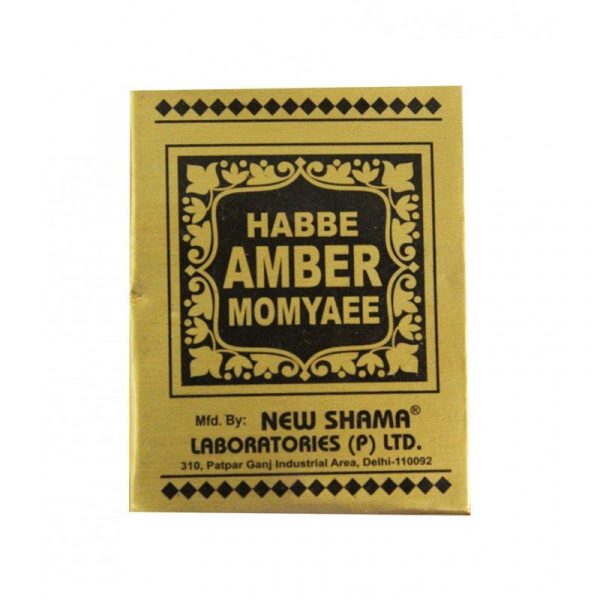 HABBE
AMBER
MOMYAEE
Mfd. By: NEW SHAMA®
LABORATORIES (P) LTD.
310, Patpar Ganj Industrial Area, Delhi-110092